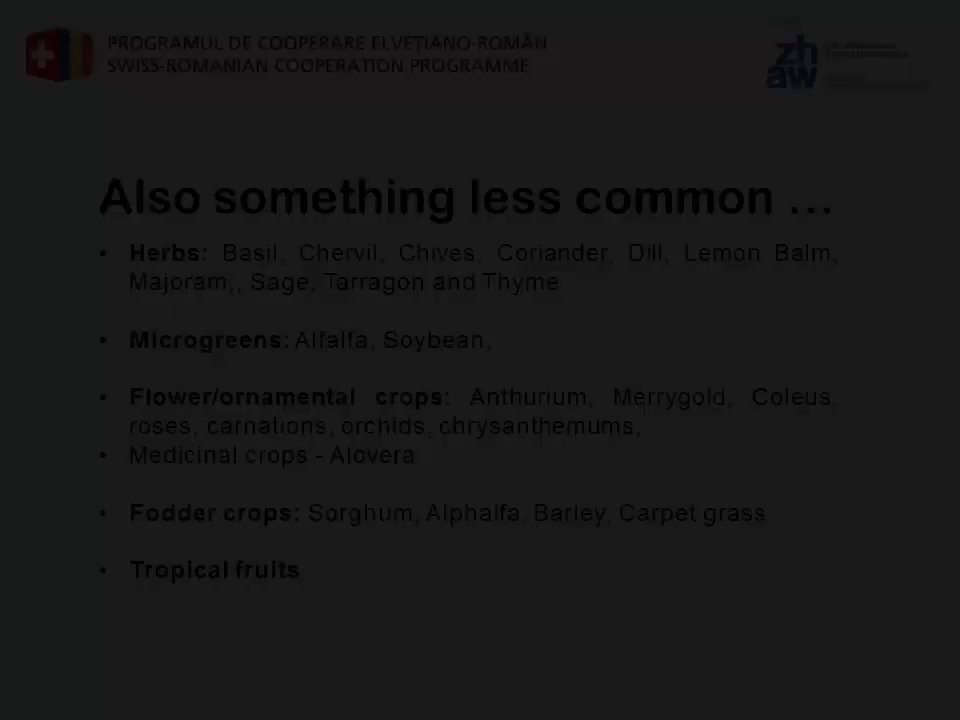 PROGRAMUL DE COOPERARE ELVEȚIANO-ROMÂN
SWISS-ROMANIAN COOPERATION PROGRAMME
zh
aw
Also something less common ...
• Herbs: Basil, Chervil, Chives, Coriander, Dill, Lemon Balm,
Majoram,, Sage, Tarragon and Thyme
• Microgreens: Alfalfa, Soybean,
• Flower/ornamental crops: Anthurium, Merrygold, Coleus,
roses, carnations, orchids, chrysanthemums,
• Medicinal crops - Alovera
• Fodder crops: Sorghum, Alphalfa, Barley, Carpet grass
• Tropical fruits